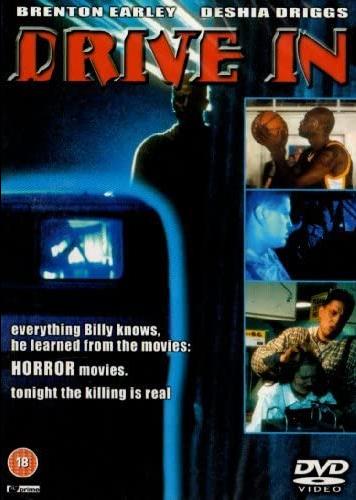 BRENTON EARLEY DESHIA DRIGGS
DRIVE IN
everything Billy knows,
he learned from the movies:
HORROR movies.
tonight the killing is real
18
prime
DVD
VIDEO